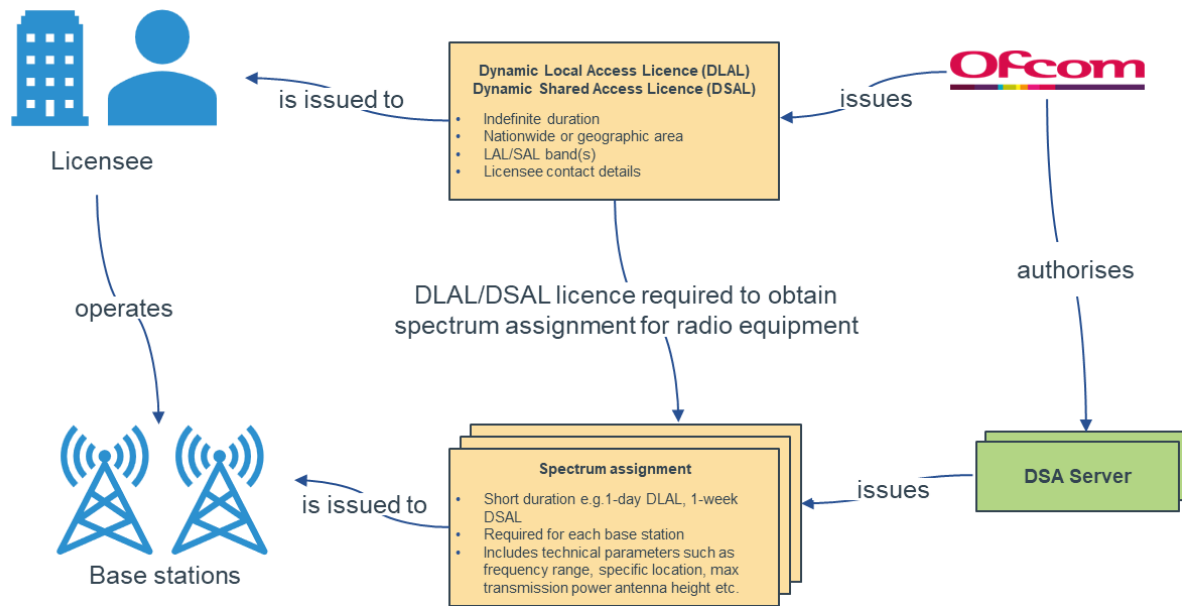 Dynamic Local Access Licence (DLAL)
Dynamic Shared Access Licence (DSAL)
• Indefinite duration
• Nationwide or geographic area
• LAL/SAL band(s)
• Licensee contact details
Ofcom
issues
is issued to
Licensee
authorises
operates
DLAL/DSAL licence required to obtain
spectrum assignment for radio equipment
Spectrum assignment
• Short duration e.g.1-day DLAL, 1-week
DSAL
• Required for each base station
• Includes technical parameters such as
frequency range, specific location, max
transmission power antenna height etc.
DSA Server
issues
is issued to
Base stations